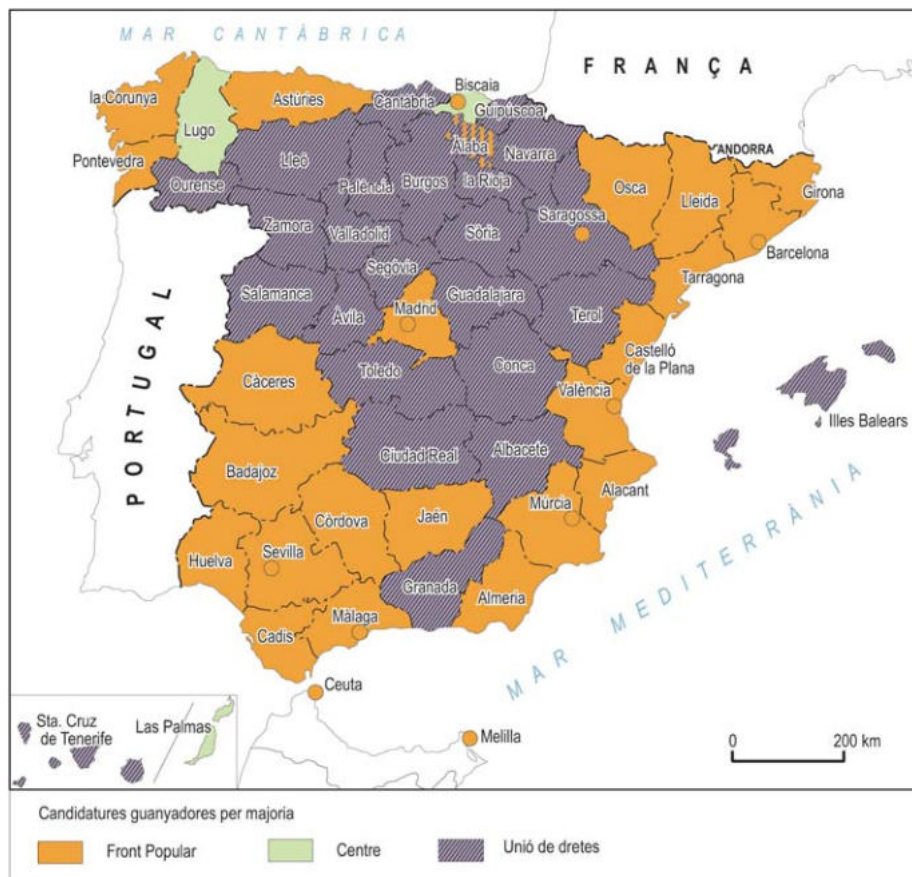 MAR CANTÀBRICA
FRANÇA
Biscaia
la Corunya
Astúries
Cantàbria
Guipúscoa
Lugo
Àlaba
Navarra
ANDORRA
Pontevedra
Lleó
Ourense
Palència
Burgos
la Rioja
Osca
Lleida
Girona
Saragossa
Zamora
Valladolid
Sòria
Barcelona
Segòvia
Tarragona
Salamanca
Guadalajara
Àvila
Madrid
Terol
PORTUGAL
Castelló
de la Plana
Toledo
Conca
Càceres
València
Illes Balears
Ciudad Real
Albacete
Badajoz
Alacant
Múrcia
Còrdova
Jaén
Huelva
Sevilla
Granada
Almeria
Màlaga
Cadis
MAR MEDITERRÀNIA
Ceuta
Sta. Cruz
de Tenerife
Las Palmas
Melilla
0 200 km
Candidatures guanyadores per majoria
Front Popular
Centre
Unió de dretes